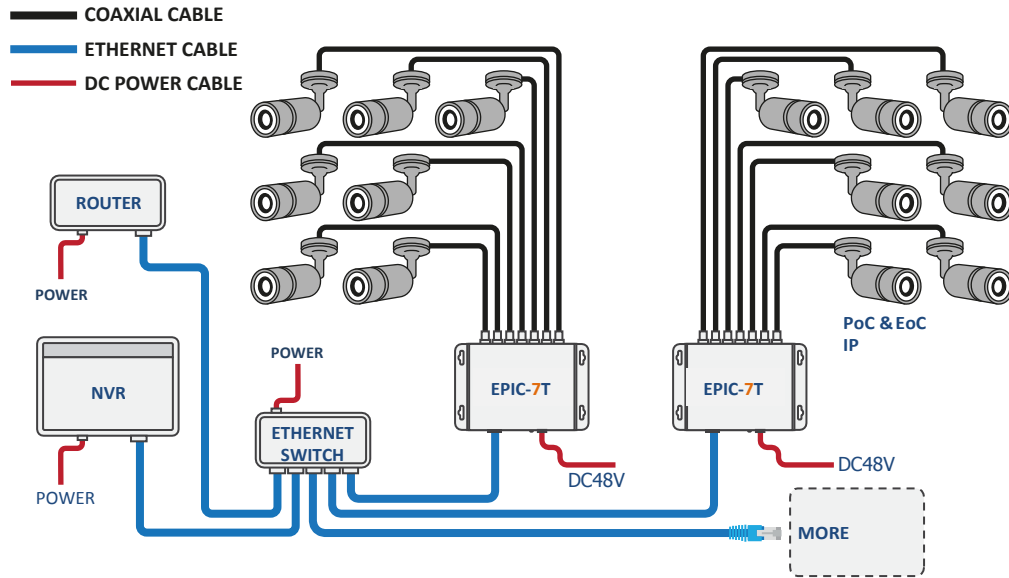 COAXIAL CABLE
ETHERNET CABLE
DC POWER CABLE
ROUTER
POWER
NVR
POWER
POWER
ETHERNET
SWITCH
EPIC-7T
DC48V
EPIC-7T
DC48V
PoC & EoC
IP
MORE